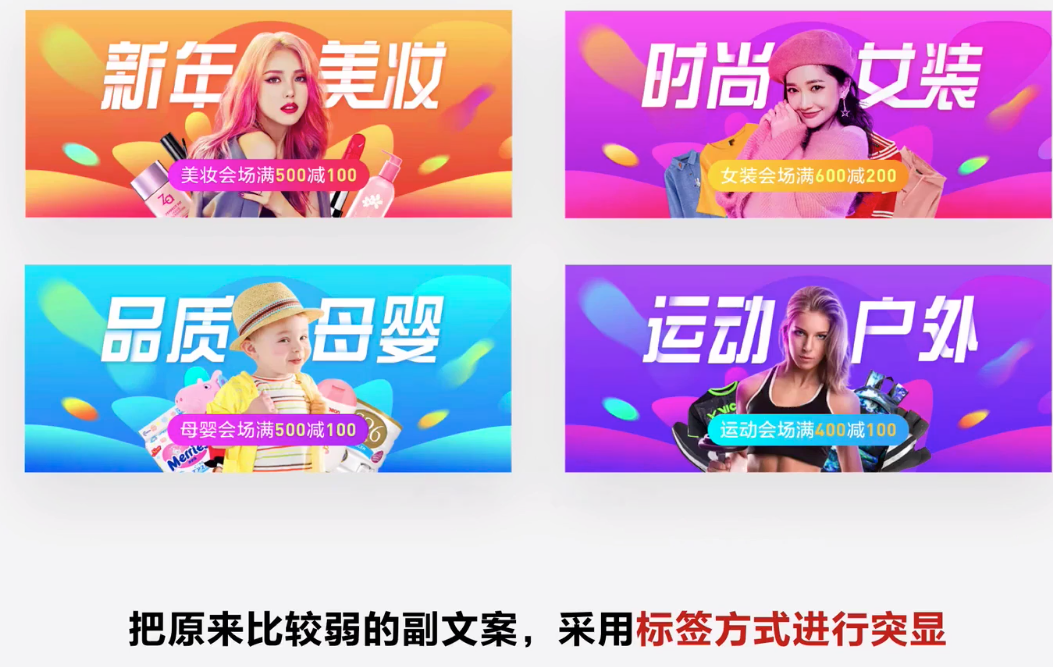 新年美妆
美妆会场满500减100
时尚女装
女装会场满600减200
品质母婴
Merries
母婴会场满500减100
运动户外
运动会场满400减100
把原来比较弱的副文案，采用标签方式进行突显